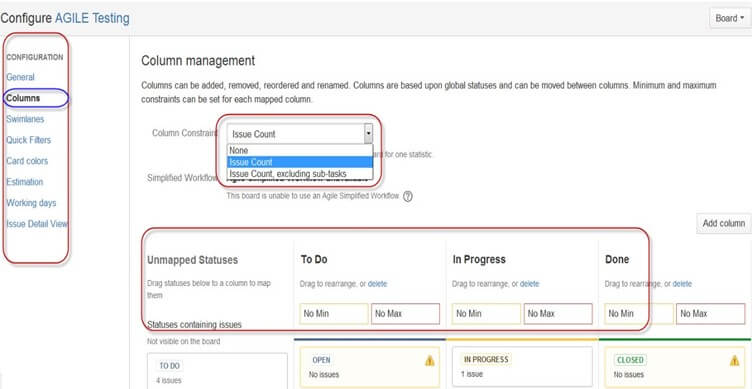 Configure AGILE Testing
Board
CONFIGURATION
General
Columns
Swimlanes
Quick Filters
Card colors
Estimation
Working days
Issue Detail View
Column management
Columns can be added, removed, reordered and renamed. Columns are based upon global statuses and can be moved between columns. Minimum and maximum
constraints can be set for each mapped column.
Column Constraint Issue Count
None
Issue Count
Issue Count, excluding sub-tasks
ard for one statistic.
Simplified Workflow
This board is unable to use an Agile Simplified Workflow
Add column
Unmapped Statuses
Drag statuses below to a column to map
them
Statuses containing issues
Not visible on the board
TO DO
4 issues
To Do
Drag to rearrange, or delete
No Min No Max
OPEN
No issues
In Progress
Drag to rearrange, or delete
No Min No Max
IN PROGRESS
1 issue
Done
Drag to rearrange, or delete
No Min No Max
CLOSED
No issues